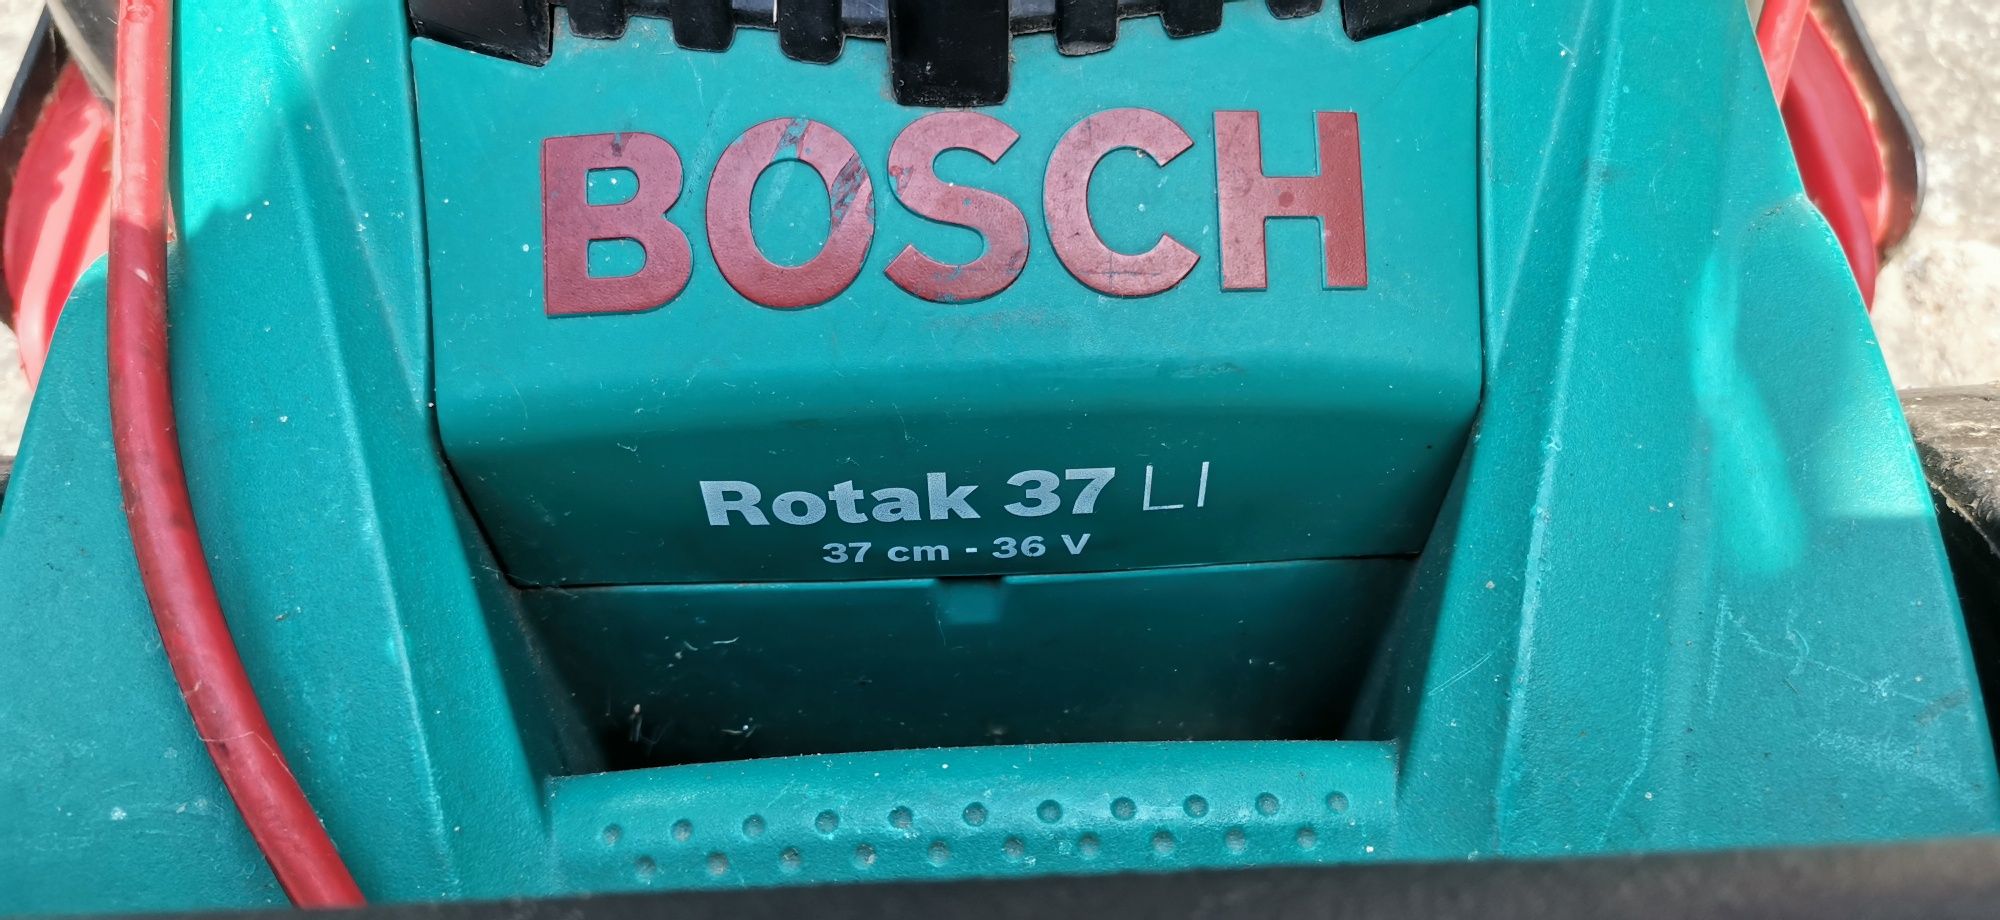 BOSCH
Rotak 37 LI
37 cm - 36 V